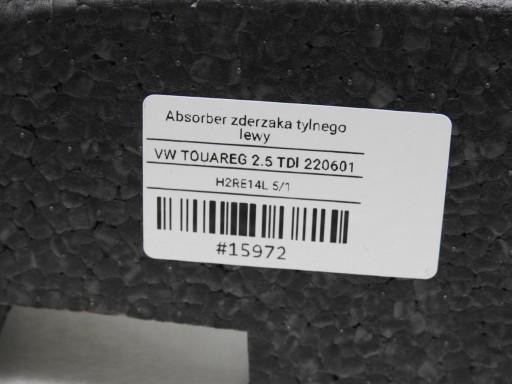 Absorber zderzaka tylnego
lewy
VW TOUAREG 2.5 TDI 220601
H2RE14L 5/1
#15972